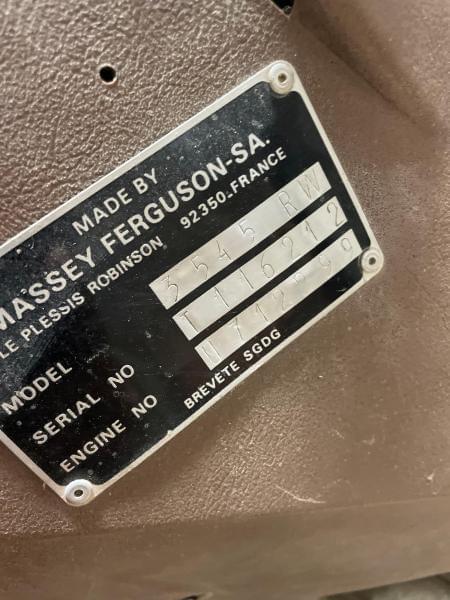 MADE BY
MASSEY FERGUSON-SA.
LE PLESSIS ROBINSON 92350-FRANCE
MODEL 3545 RW
SERIAL NO T116212
ENGINE NO
BREVETE SGDG